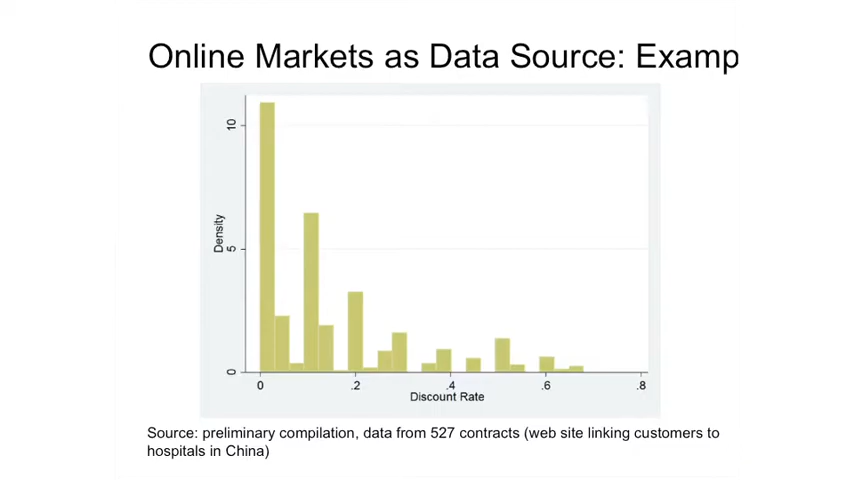 Online Markets as Data Source: Examp
10
5
0
Density
0 .2 .4 .6 .8
Discount Rate
Source: preliminary compilation, data from 527 contracts (web site linking customers to
hospitals in China)